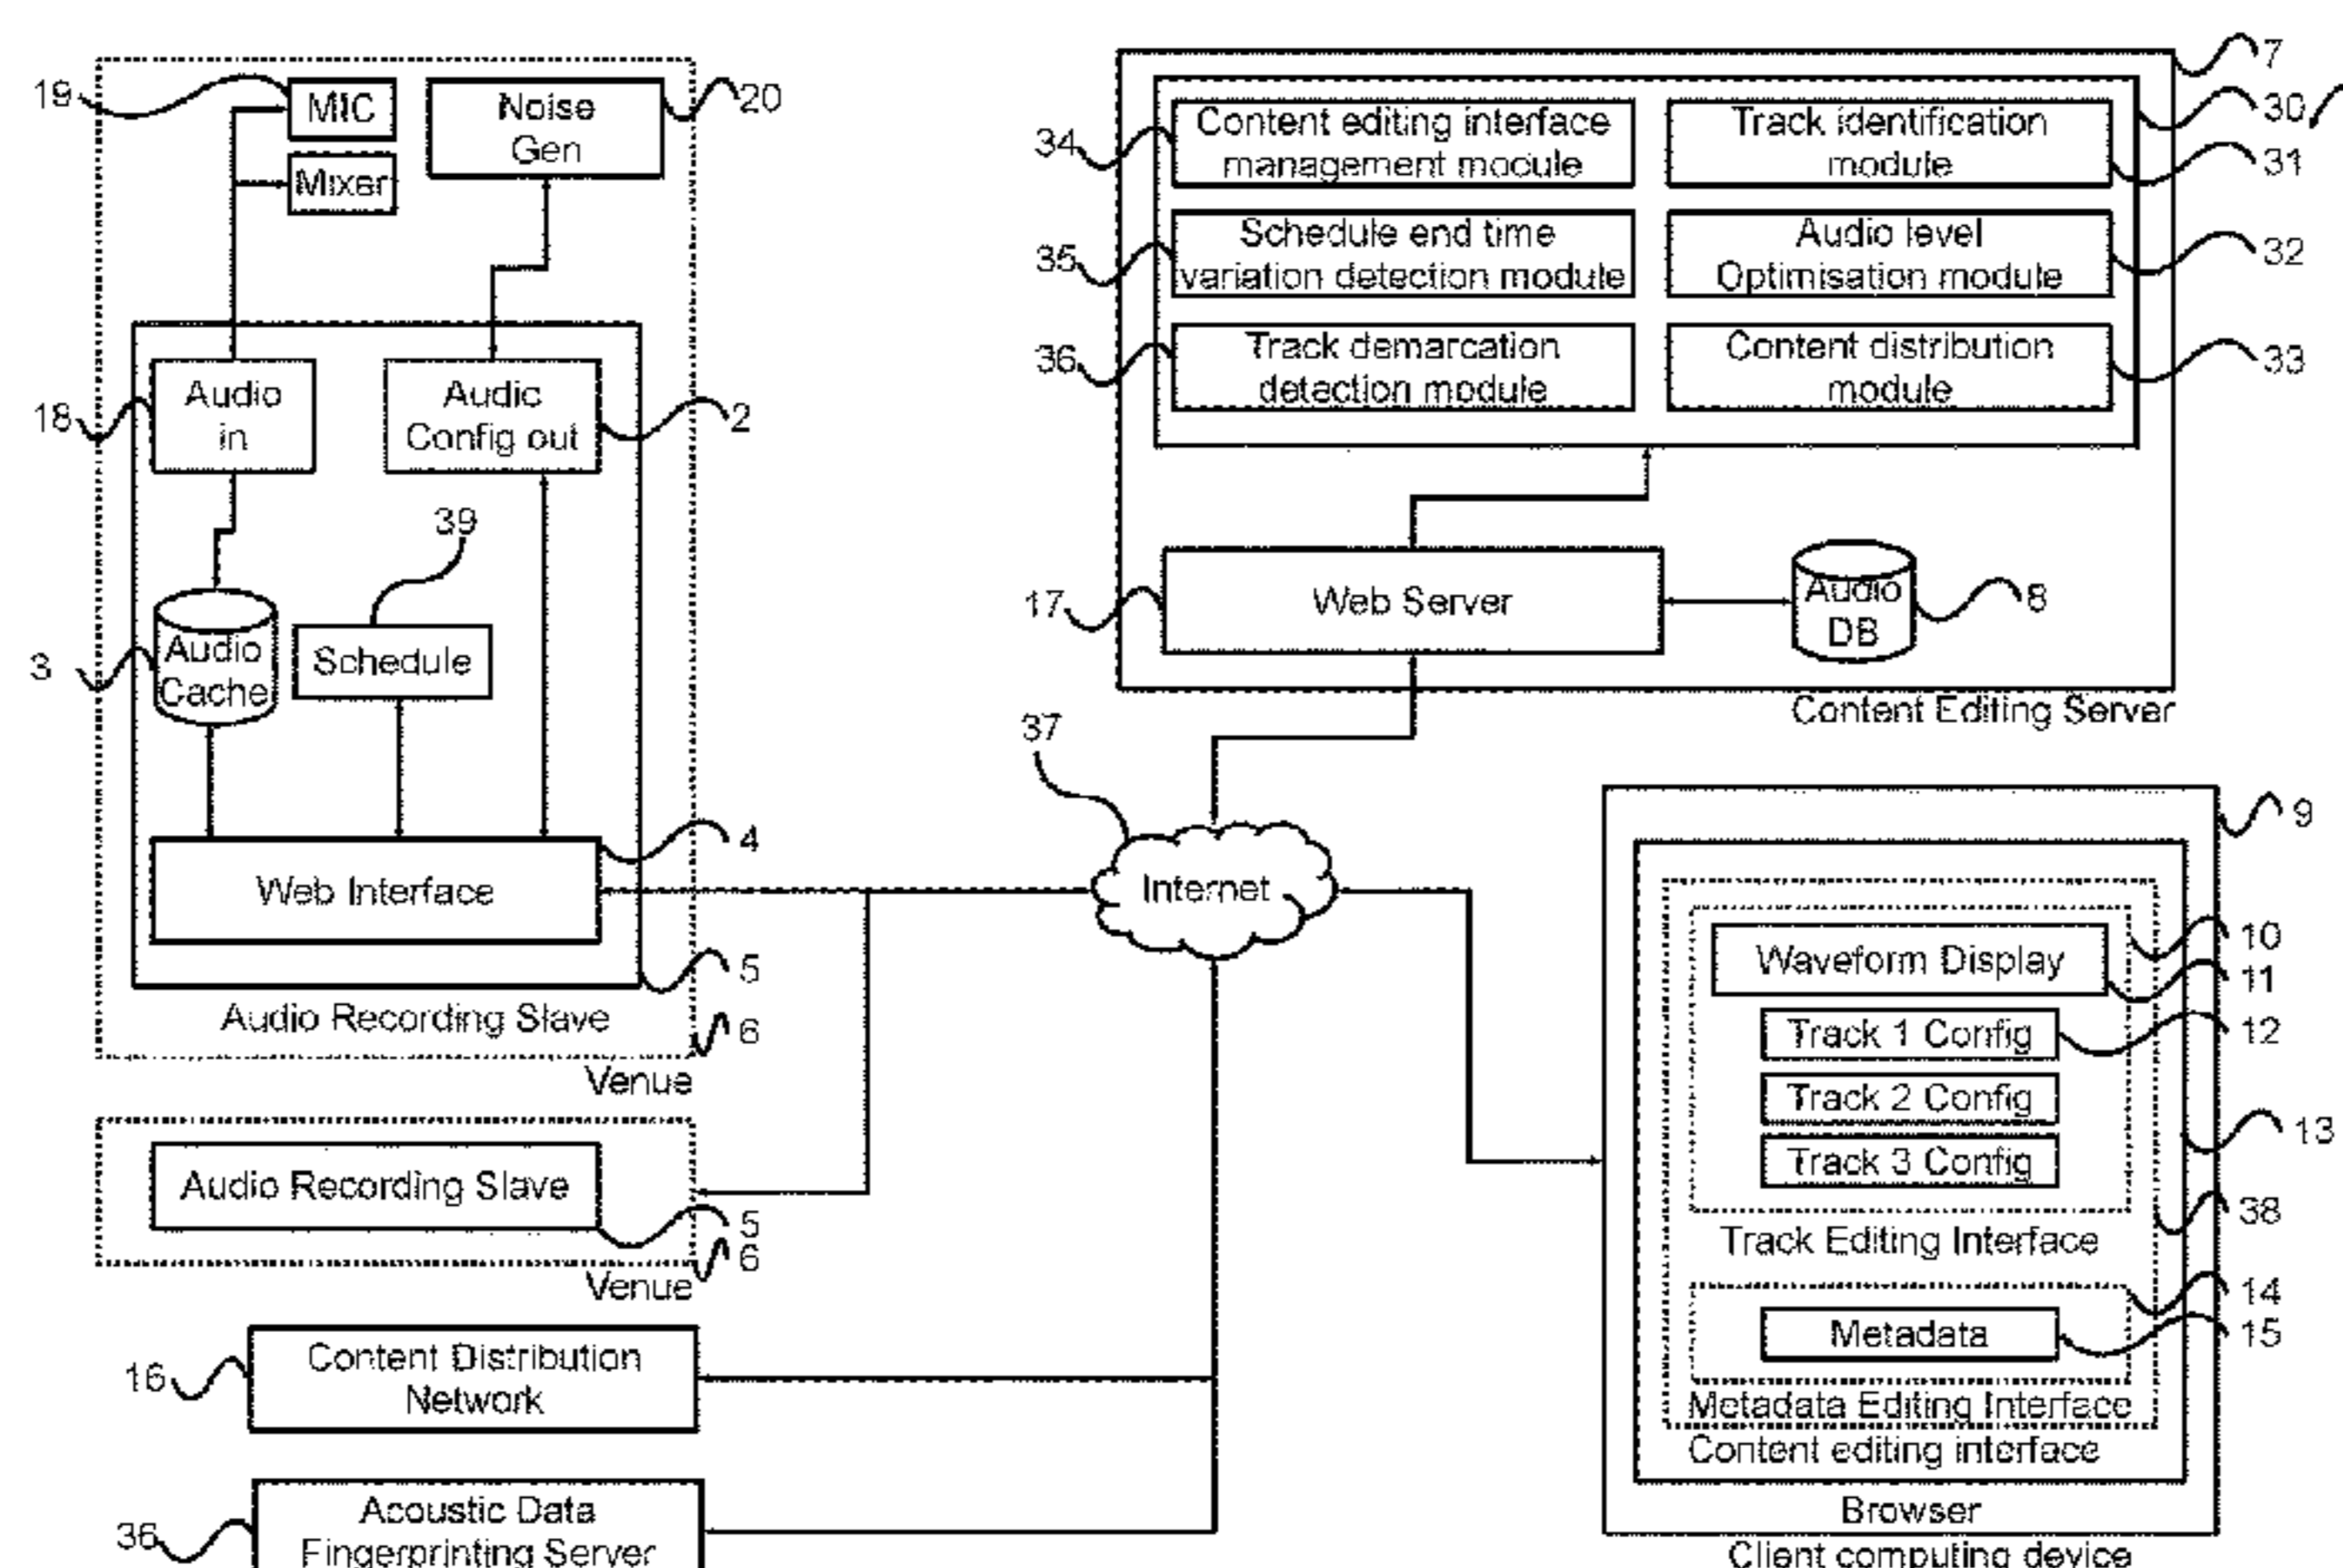 19
MIC
Mixer
Noise
Gen
20
18
Audio
in
Audio
Config out
2
39
3
Audio
Cache
Schedule
4
Web Interface
5
Audio Recording Slave
6
Venue
Audio Recording Slave
5
6
Venue
16
Content Distribution
Network
36
Acoustic Data
Fingerprinting Server
7
30
34
Content editing interface
management module
Track identification
module
31
35
Schedule end time
variation detection module
Audio level
Optimisation module
32
36
Track demarcation
detection module
Content distribution
module
33
17
Web Server
Audio
DB
8
Content Editing Server
37
Internet
9
10
Waveform Display
11
Track 1 Config
12
Track 2 Config
13
Track 3 Config
38
Track Editing Interface
14
Metadata
15
Metadata Editing Interface
Content editing interface
Browser
Client computing device